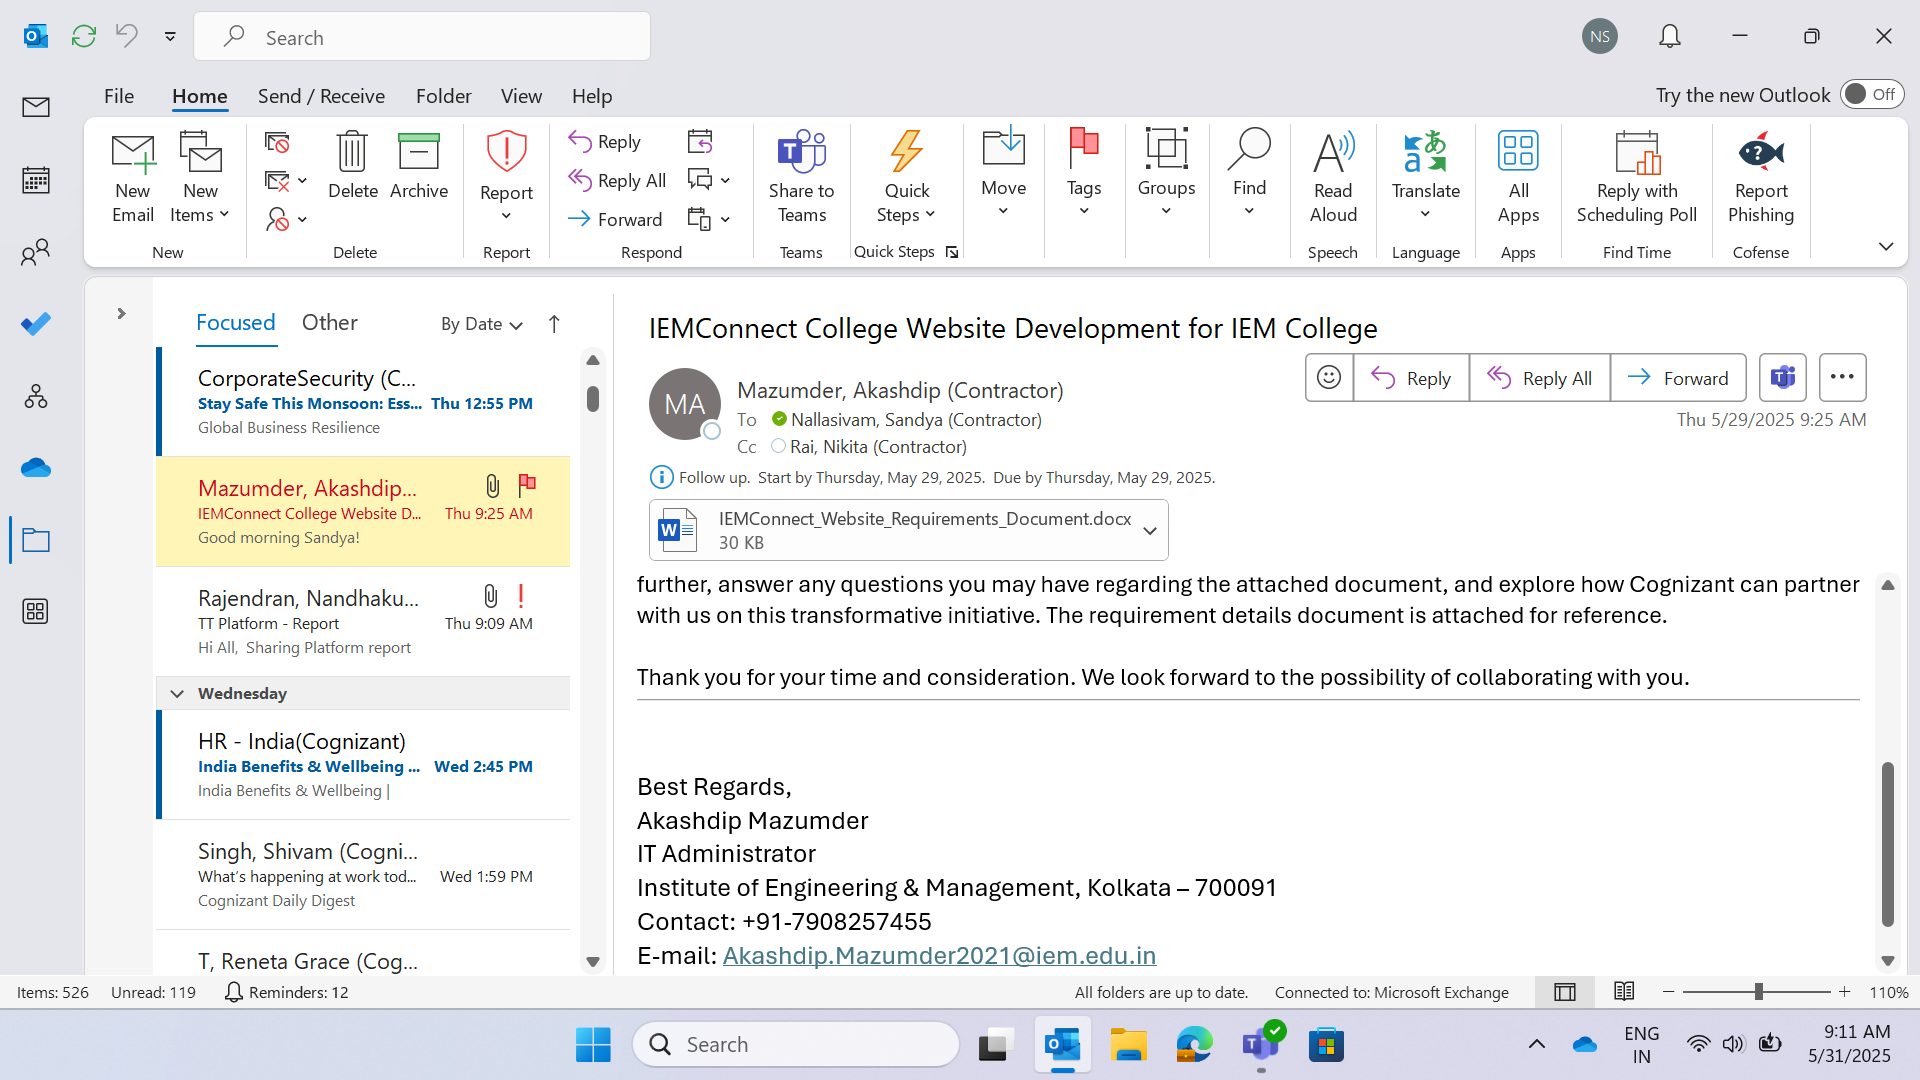 Search
NS
File
Home
Send / Receive
Folder
View
Help
Try the new Outlook
Off
New
Email
New
Items
New
Delete
Archive
Delete
Report
Report
Reply
Reply All
Forward
Respond
Share to
Teams
Teams
Quick
Steps
Quick Steps
Move
Tags
Groups
Find
Read
Aloud
Speech
Translate
Language
All
Apps
Apps
Reply with
Scheduling Poll
Find Time
Report
Phishing
Cofense
Focused
Other
By Date
CorporateSecurity (C...
Stay Safe This Monsoon: Ess... Thu 12:55 PM
Global Business Resilience
Mazumder, Akashdip...
IEMConnect College Website D... Thu 9:25 AM
Good morning Sandya!
Rajendran, Nandhaku...
TT Platform - Report Thu 9:09 AM
Hi All, Sharing Platform report
Wednesday
HR - India(Cognizant)
India Benefits & Wellbeing ... Wed 2:45 PM
India Benefits & Wellbeing |
Singh, Shivam (Cogni...
What's happening at work tod... Wed 1:59 PM
Cognizant Daily Digest
T, Reneta Grace (Cog...
IEMConnect College Website Development for IEM College
MA
Mazumder, Akashdip (Contractor)
To Nallasivam, Sandya (Contractor)
Cc Rai, Nikita (Contractor)
Reply
Reply All
Forward
Thu 5/29/2025 9:25 AM
Follow up. Start by Thursday, May 29, 2025. Due by Thursday, May 29, 2025.
IEMConnect_Website_Requirements_Document.docx
30 KB
further, answer any questions you may have regarding the attached document, and explore how Cognizant can partner
with us on this transformative initiative. The requirement details document is attached for reference.
Thank you for your time and consideration. We look forward to the possibility of collaborating with you.
Best Regards,
Akashdip Mazumder
IT Administrator
Institute of Engineering & Management, Kolkata – 700091
Contact: +91-7908257455
E-mail: Akashdip.Mazumder2021@iem.edu.in
Items: 526 Unread: 119 Reminders: 12
All folders are up to date. Connected to: Microsoft Exchange
110%
Search
ENG
IN
9:11 AM
5/31/2025